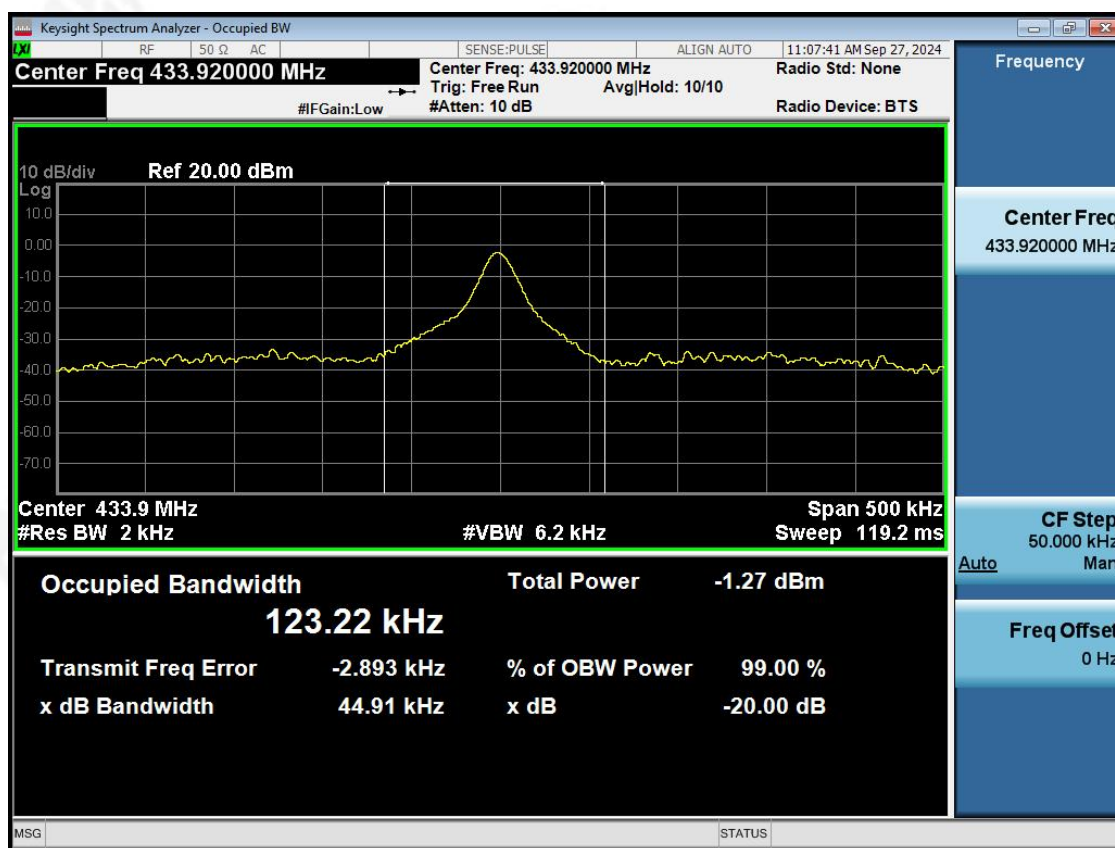 Keysight Spectrum Analyzer - Occupied BW
LXI RF 50 Ω AC SENSE:PULSE ALIGN AUTO 11:07:41 AM Sep 27, 2024
Center Freq 433.920000 MHz
Center Freq: 433.920000 MHz
Radio Std: None
Trig: Free Run Avg|Hold: 10/10
#IFGain:Low
#Atten: 10 dB
Radio Device: BTS
10 dB/div Ref 20.00 dBm
Log
10.0
0.00
-10.0
-20.0
-30.0
-40.0
-50.0
-60.0
-70.0
Center 433.9 MHz Span 500 kHz
#Res BW 2 kHz #VBW 6.2 kHz Sweep 119.2 ms
Occupied Bandwidth Total Power -1.27 dBm
123.22 kHz
Transmit Freq Error -2.893 kHz % of OBW Power 99.00 %
x dB Bandwidth 44.91 kHz x dB -20.00 dB
MSG STATUS
Frequency
Center Freq
433.920000 MHz
CF Step
50.000 kHz
Auto Man
Freq Offset
0 Hz